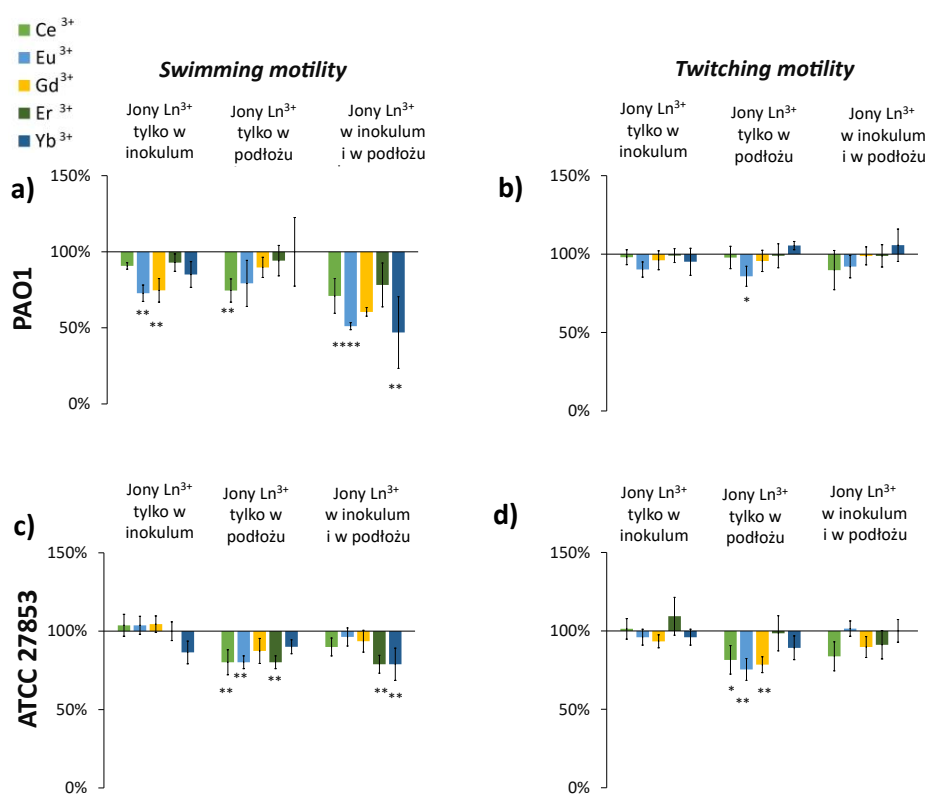 Ce 3+
Eu 3+
Gd 3+
Er 3+
Yb 3+
Swimming motility
Twitching motility
Jony Ln3+
tylko w
inokulum
Jony Ln3+
tylko w
podłożu
Jony Ln3+
w inokulum
i w podłożu
Jony Ln3+
tylko w
inokulum
Jony Ln3+
tylko w
podłożu
Jony Ln3+
w inokulum
i w podłożu
a)
150%
100%
50%
0%
PAO1
**
**
**
****
**
b)
150%
100%
50%
0%
*
Jony Ln3+
tylko w
inokulum
Jony Ln3+
tylko w
podłożu
Jony Ln3+
w inokulum
i w podłożu
Jony Ln3+
tylko w
inokulum
Jony Ln3+
tylko w
podłożu
Jony Ln3+
w inokulum
i w podłożu
c)
150%
100%
50%
0%
ATCC 27853
**
**
**
**
**
d)
150%
100%
50%
0%
*
**
**